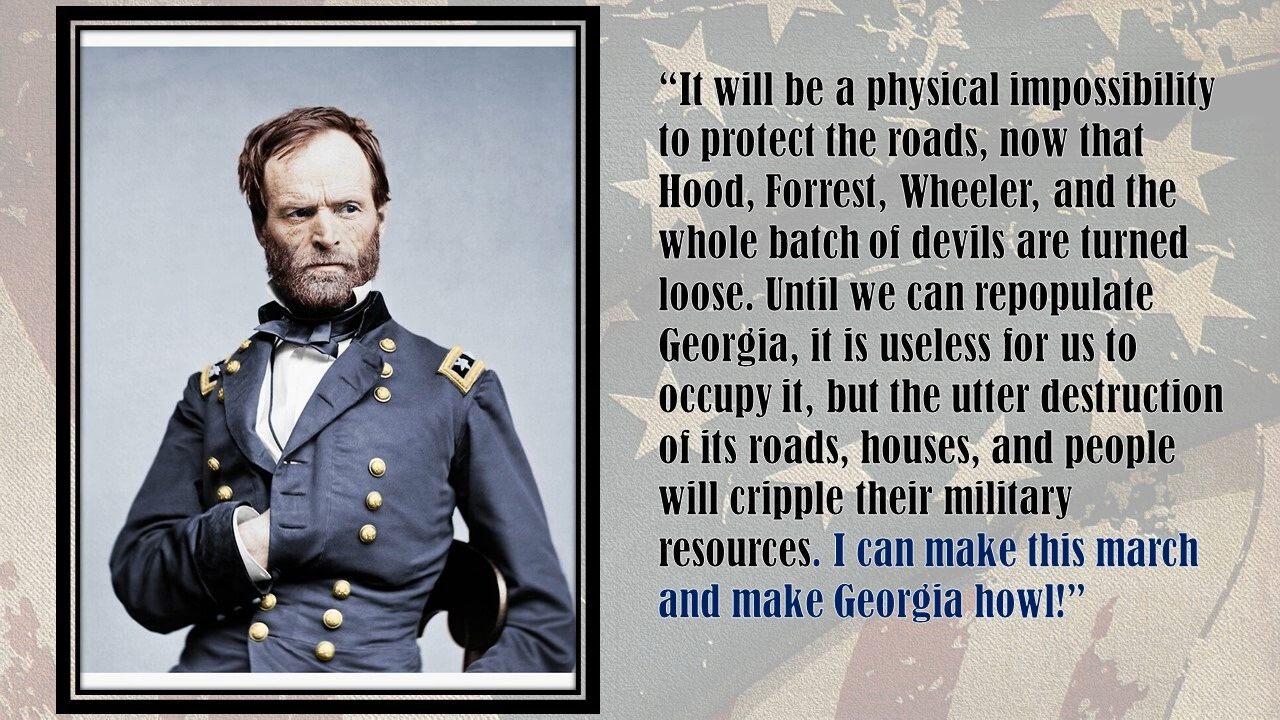 “It will be a physical impossibility
to protect the roads, now that
Hood, Forrest, Wheeler, and the
whole batch of devils are turned
loose. Until we can repopulate
Georgia, it is useless for us to
occupy it, but the utter destruction
of its roads, houses, and people
will cripple their military
resources. I can make this march
and make Georgia howl!”